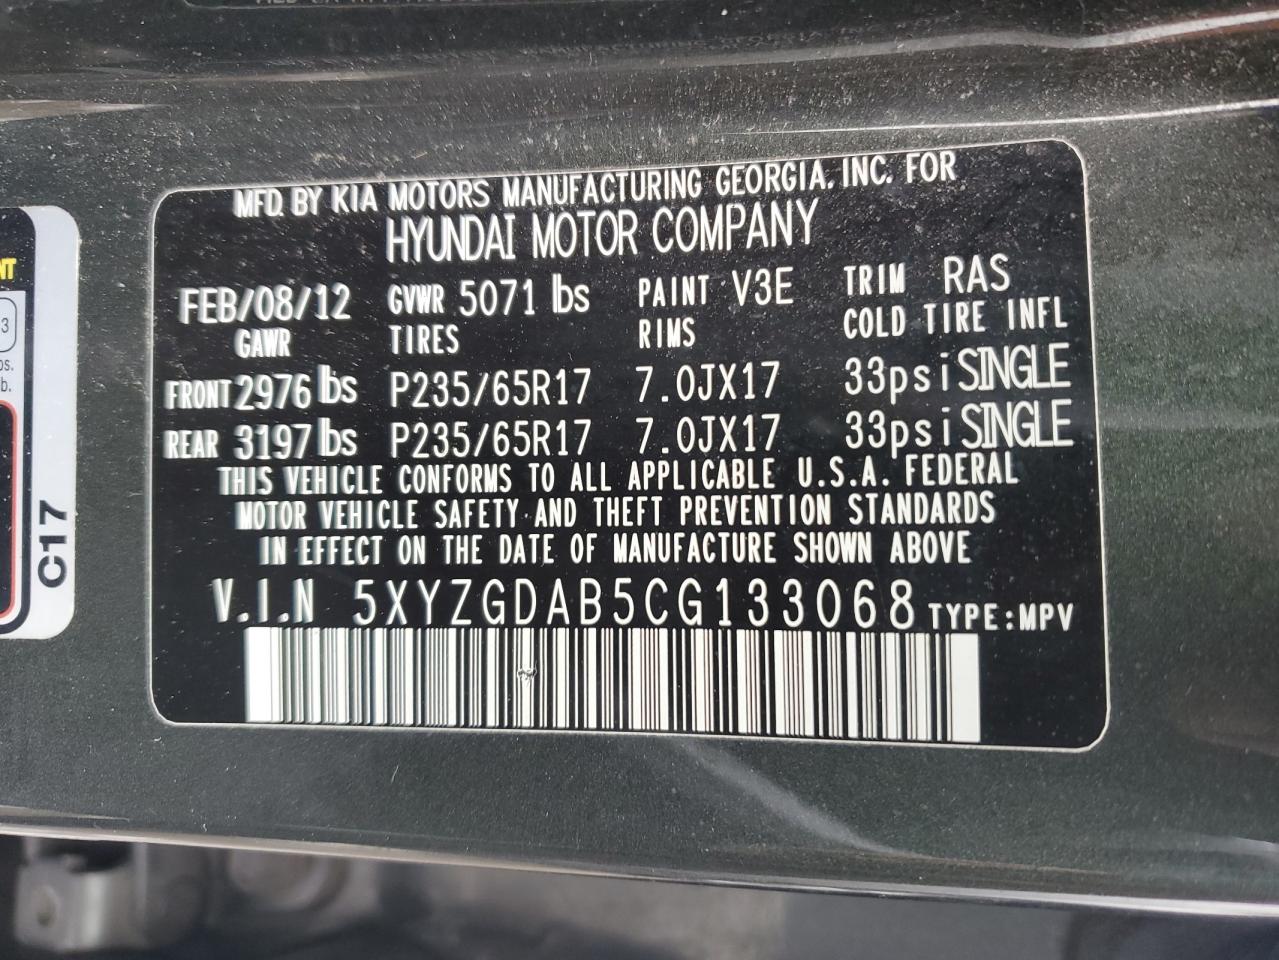 MFD. BY KIA MOTORS MANUFACTURING GEORGIA. INC. FOR
HYUNDAI MOTOR COMPANY
FEB/08/12 GVWR 5071 lbs PAINT V3E TRIM RAS
GAWR TIRES RIMS COLD TIRE INFL
FRONT 2976 lbs P235/65R17 7.0JX17 33psi SINGLE
REAR 3197 lbs P235/65R17 7.0JX17 33psi SINGLE
THIS VEHICLE CONFORMS TO ALL APPLICABLE U.S.A. FEDERAL
MOTOR VEHICLE SAFETY AND THEFT PREVENTION STANDARDS
IN EFFECT ON THE DATE OF MANUFACTURE SHOWN ABOVE
V.I.N 5XYZGDAB5CG133068 TYPE:MPV
C17